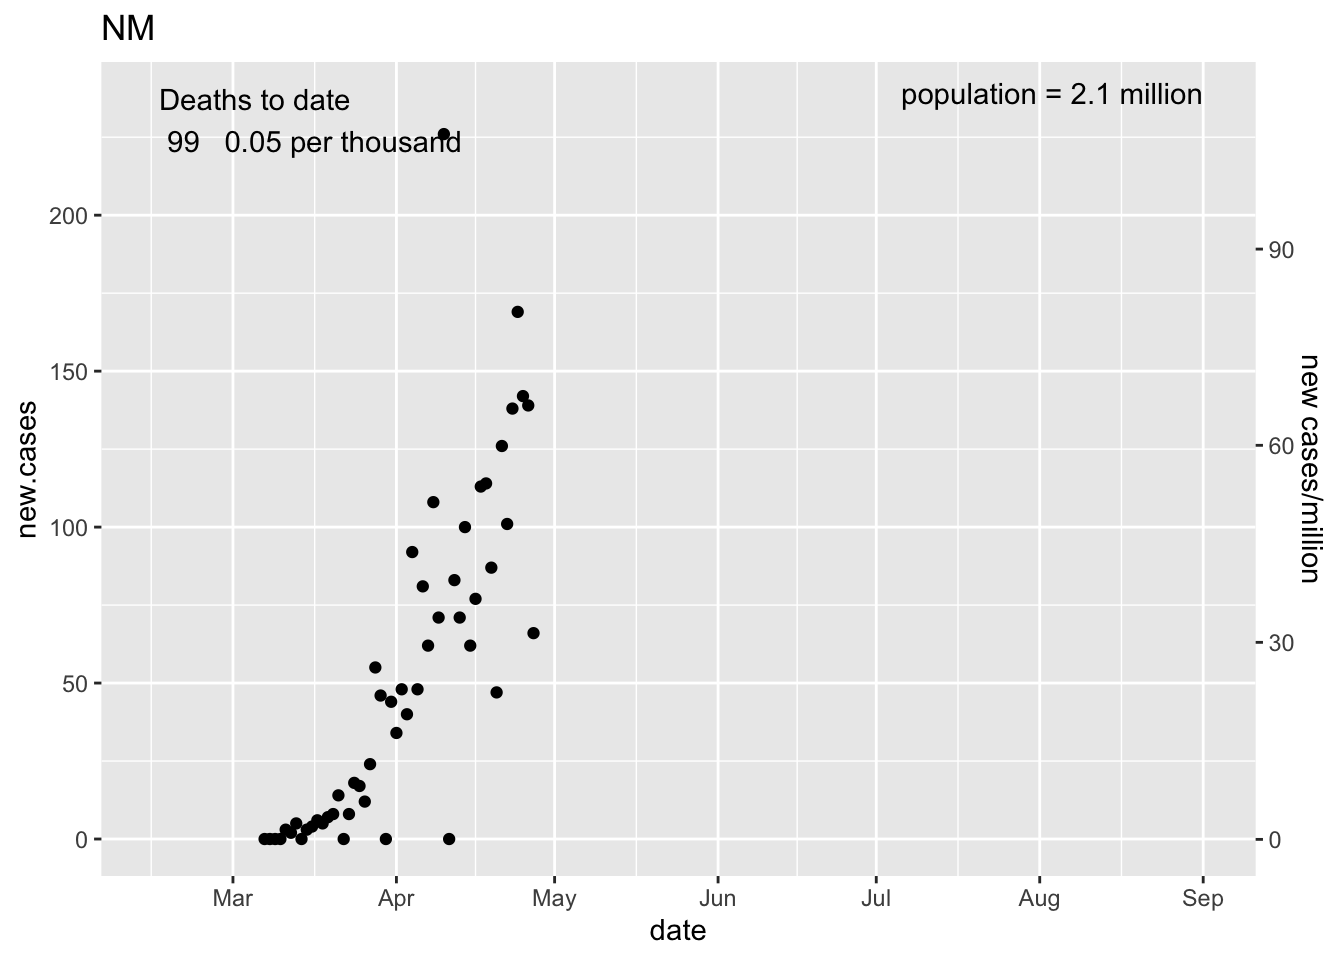 NM
Deaths to date
99 0.05 per thousand
population = 2.1 million
200
150
100
50
0
new.cases
90
60
30
0
new cases/million
Mar Apr May Jun Jul Aug Sep
date